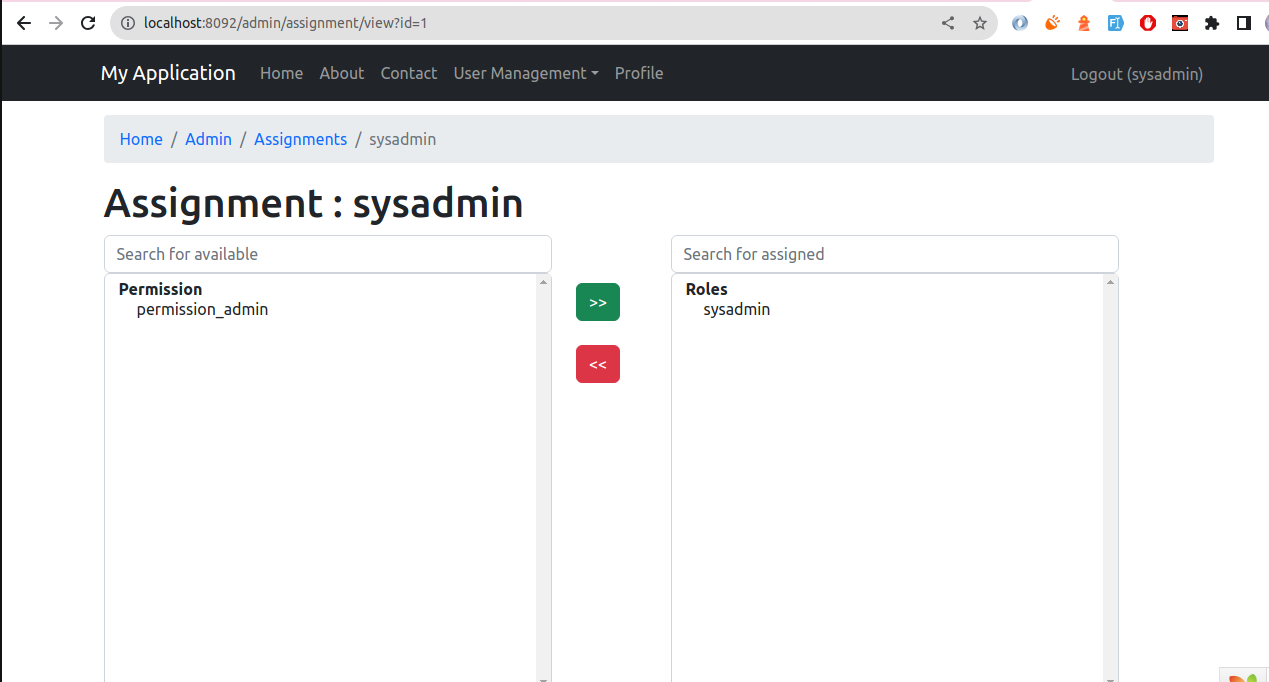 localhost:8092/admin/assignment/view?id=1
My Application Home About Contact User Management Profile Logout (sysadmin)
Home / Admin / Assignments / sysadmin
Assignment : sysadmin
Search for available
Search for assigned
Permission
permission_admin
>>
<<
Roles
sysadmin